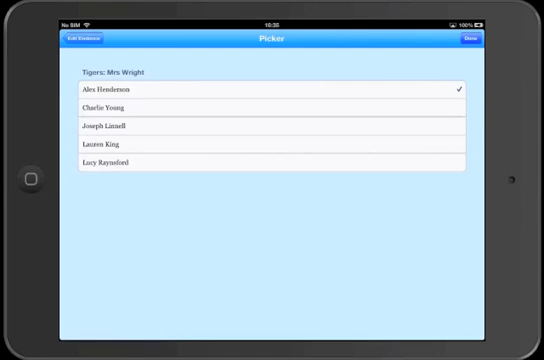 No SIM 15:35 100%
Edit Evidence Picker Done
Tigers: Mrs Wright
Alex Henderson
Charlie Young
Joseph Linnell
Lauren King
Lucy Raynsford